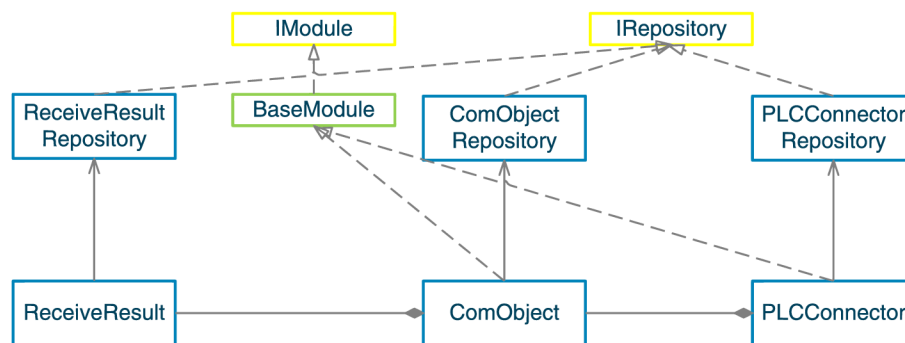 IModule
IRepository
ReceiveResult
Repository
BaseModule
ComObject
Repository
PLCConnector
Repository
ReceiveResult
ComObject
PLCConnector